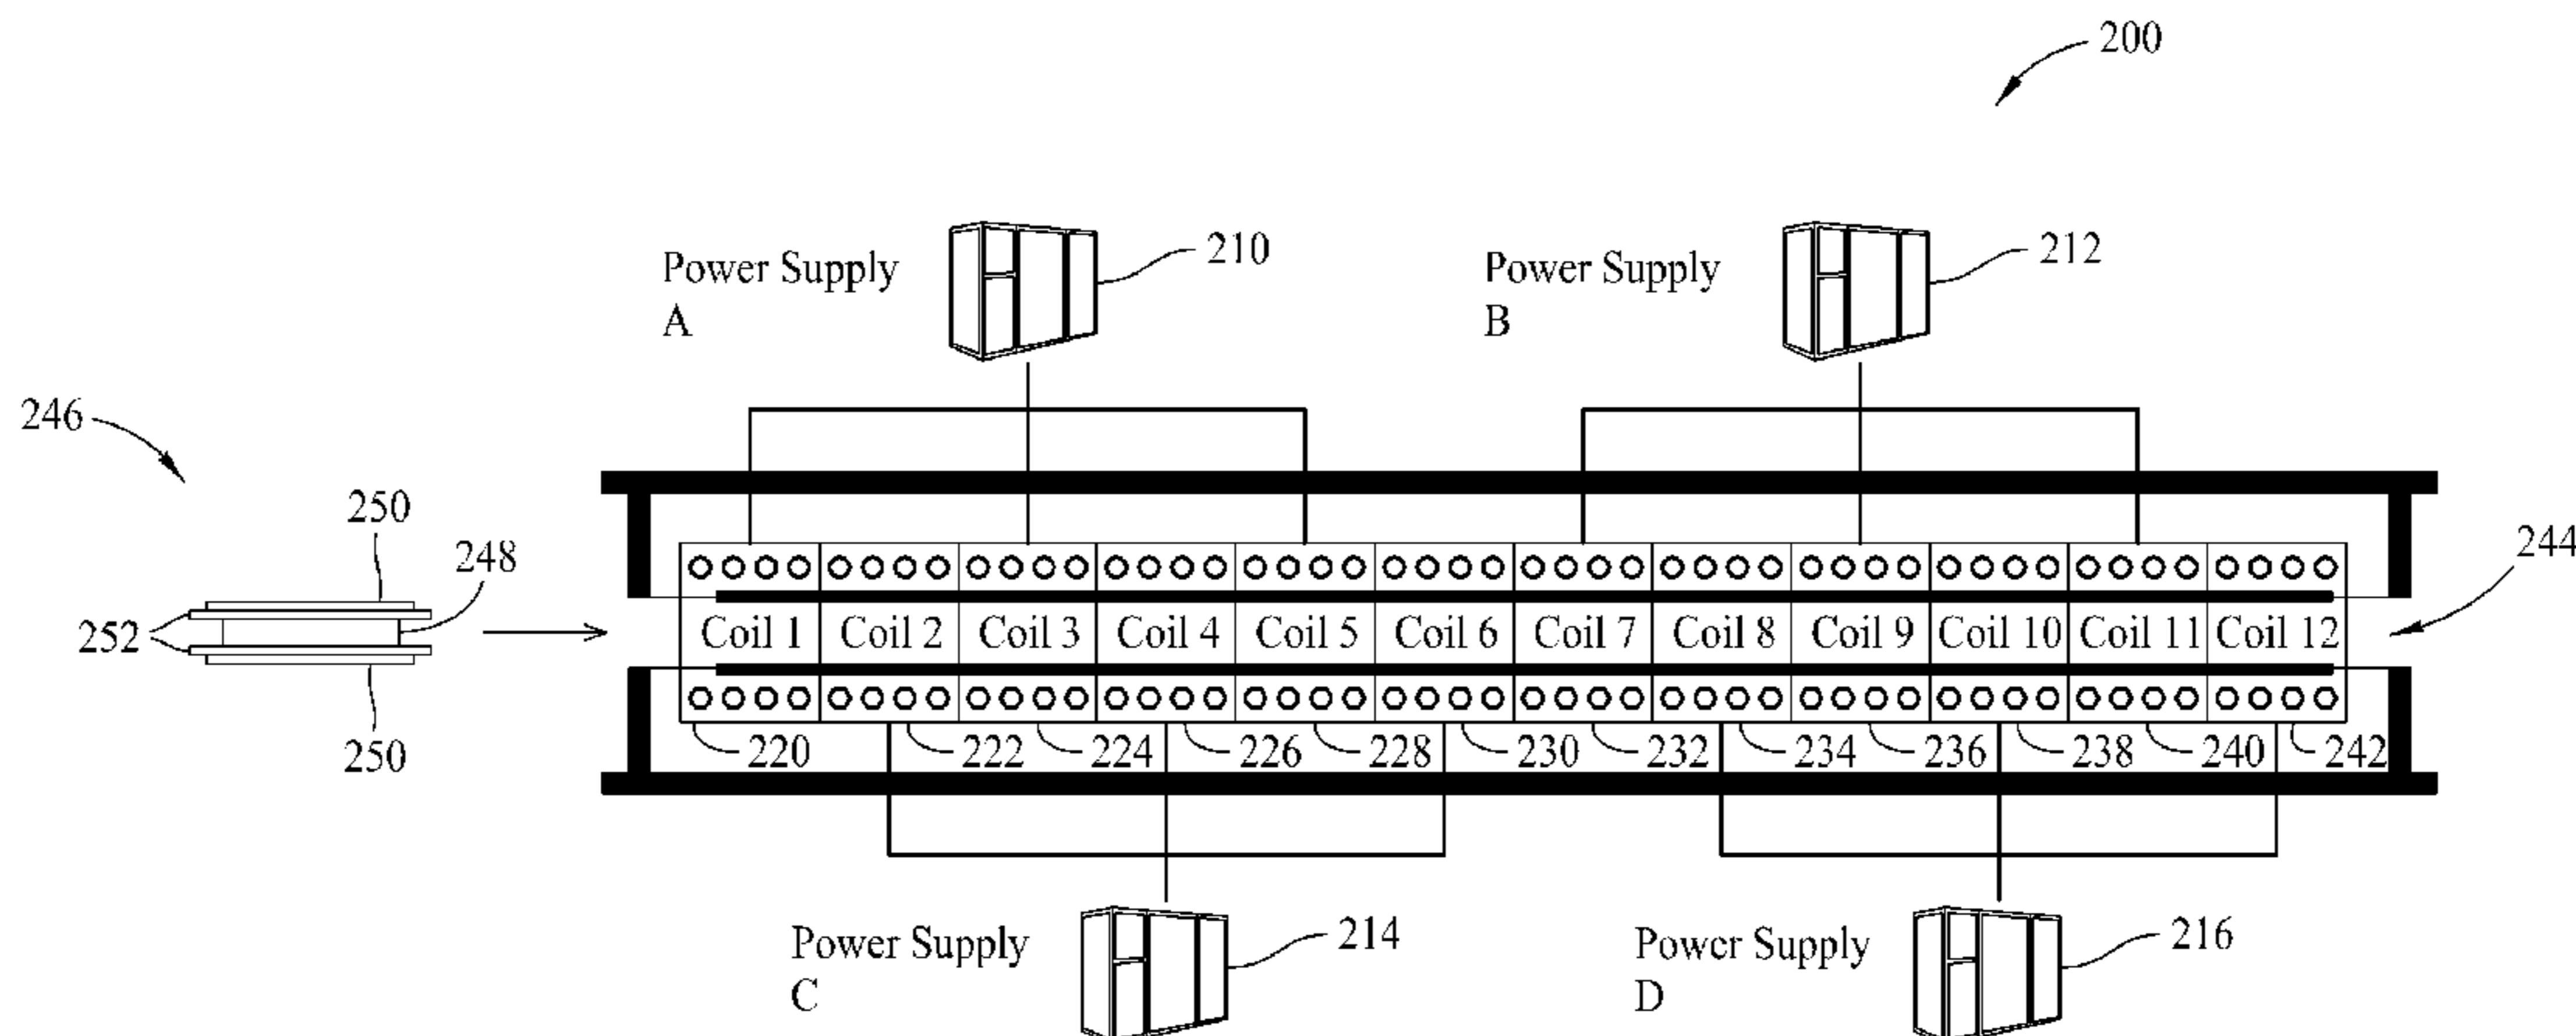 200
Power Supply
A
210
Power Supply
B
212
246
250
248
252
250
244
Coil 1 Coil 2 Coil 3 Coil 4 Coil 5 Coil 6 Coil 7 Coil 8 Coil 9 Coil 10 Coil 11 Coil 12
220 222 224 226 228 230 232 234 236 238 240 242
Power Supply
C
214
Power Supply
D
216